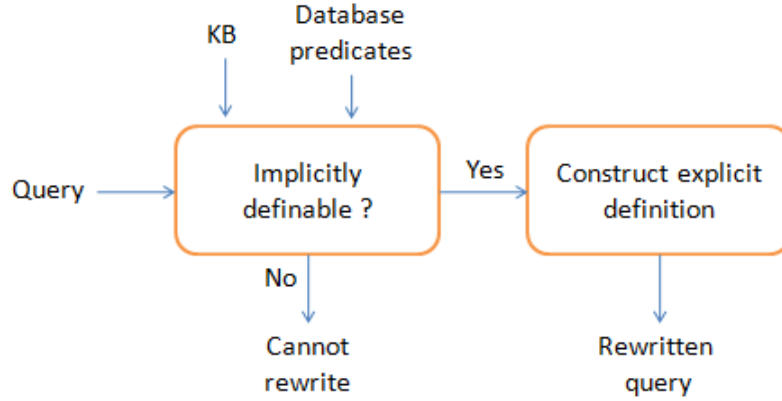 KB
Database
predicates
Query
Implicitly
definable ?
Yes
Construct explicit
definition
No
Cannot
rewrite
Rewritten
query